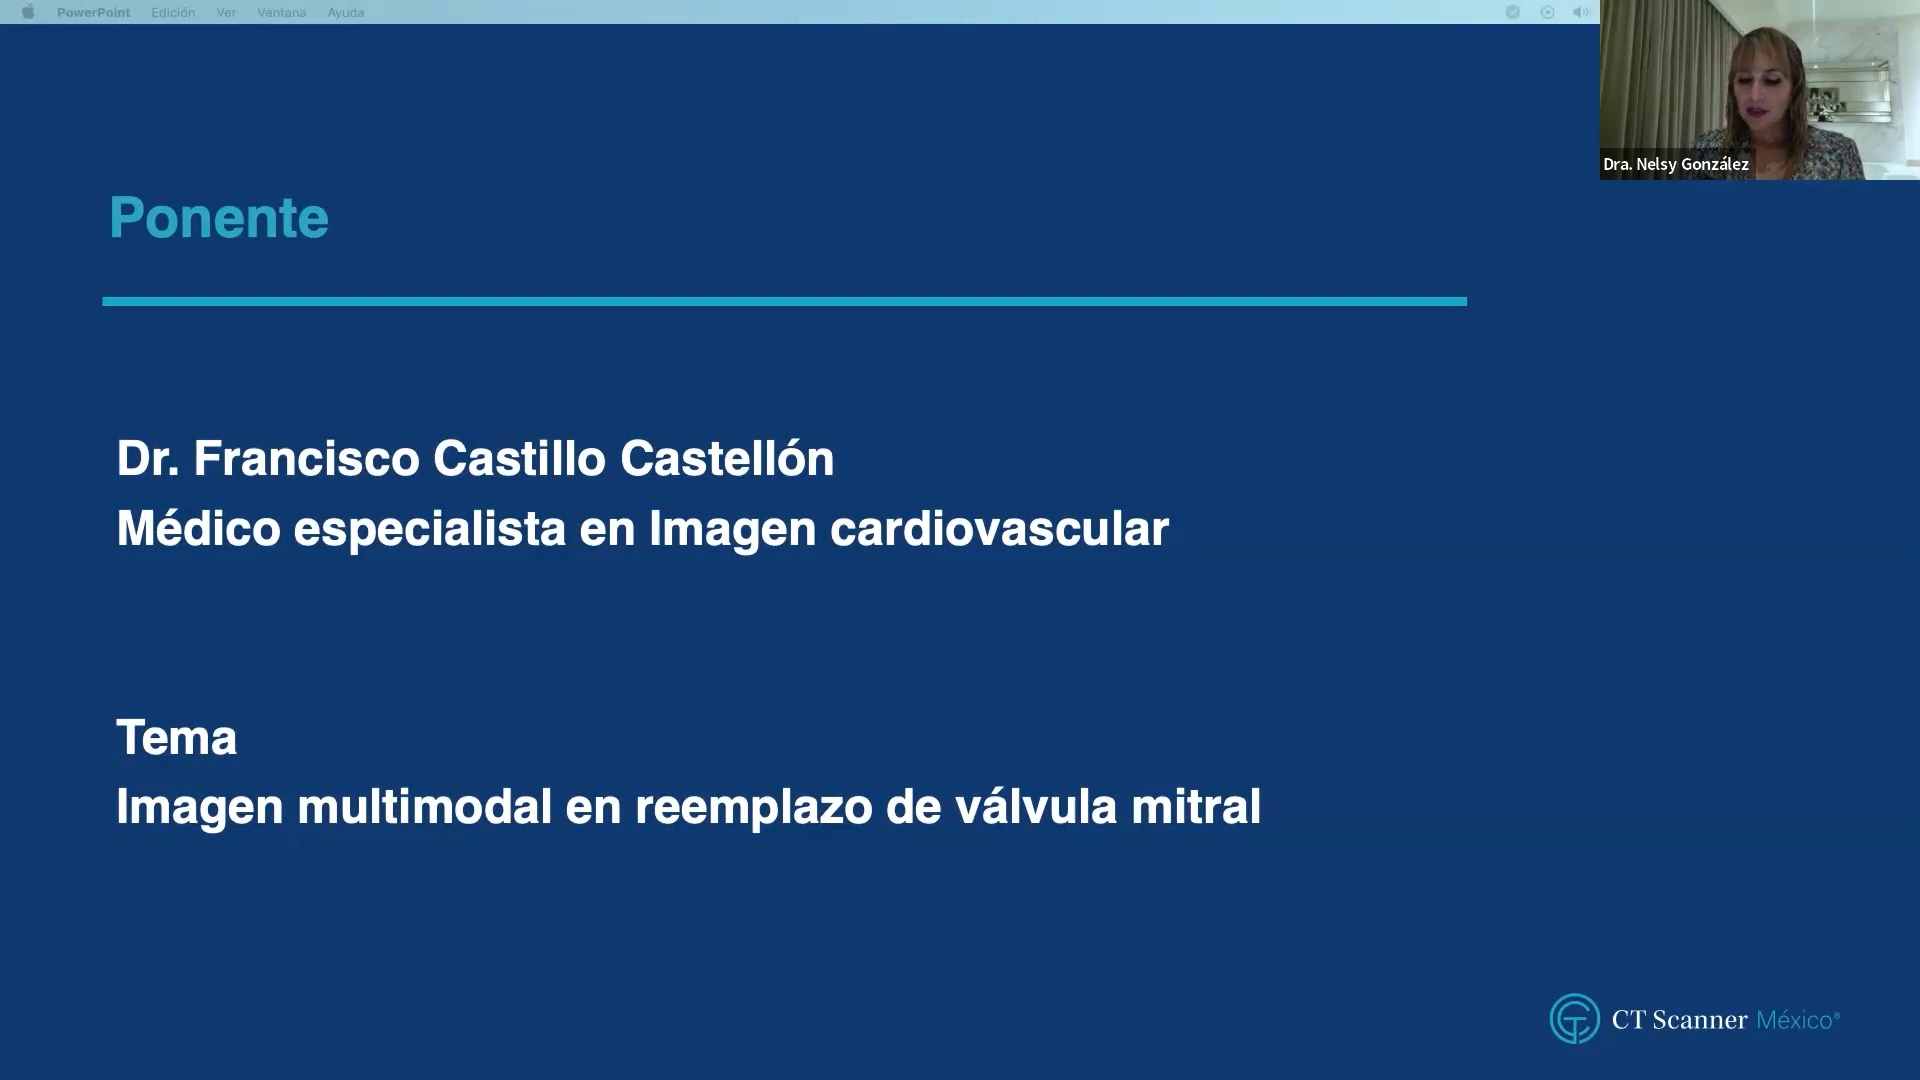 PowerPoint Edición Ver Ventana Ayuda
Dra. Nelsy González
Ponente
Dr. Francisco Castillo Castellón
Médico especialista en Imagen cardiovascular
Tema
Imagen multimodal en reemplazo de válvula mitral
CT Scanner México®